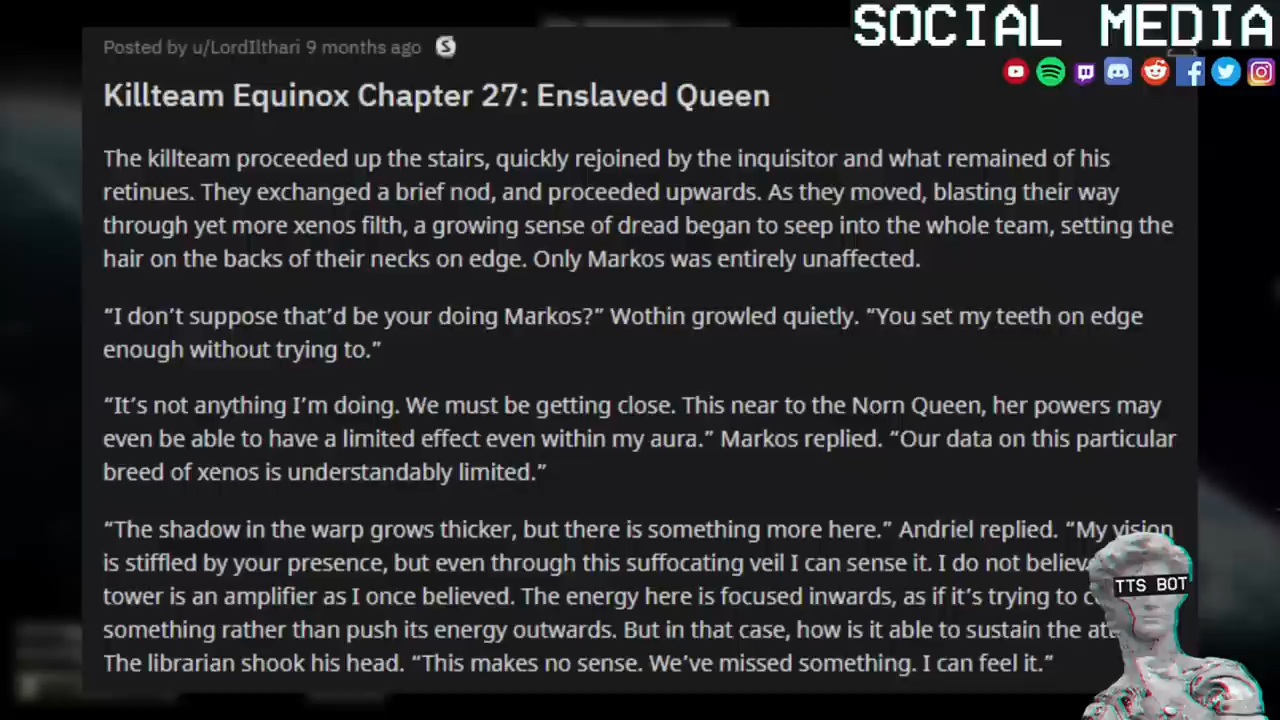 SOCIAL MEDIA
Posted by u/LordIlthari 9 months ago
Killteam Equinox Chapter 27: Enslaved Queen
The killteam proceeded up the stairs, quickly rejoined by the inquisitor and what remained of his
retinues. They exchanged a brief nod, and proceeded upwards. As they moved, blasting their way
through yet more xenos filth, a growing sense of dread began to seep into the whole team, setting the
hair on the backs of their necks on edge. Only Markos was entirely unaffected.
“I don’t suppose that’d be your doing Markos?” Wothin growled quietly. “You set my teeth on edge
enough without trying to.”
“It’s not anything I’m doing. We must be getting close. This near to the Norn Queen, her powers may
even be able to have a limited effect even within my aura.” Markos replied. “Our data on this particular
breed of xenos is understandably limited.”
“The shadow in the warp grows thicker, but there is something more here.” Andriel replied. “My vision
is stiffled by your presence, but even through this suffocating veil I can sense it. I do not
tower is an amplifier as I once believed. The energy here is focused inwards, as if it’s trying to
something rather than push its energy outwards. But in that case, how is it able to sustain the
The librarian shook his head. “This makes no sense. We’ve missed something. I can feel it.”
TTS BOT